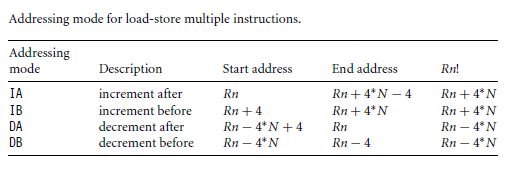 Addressing mode for load-store multiple instructions.
Addressing
mode Description Start address End address Rn!
IA increment after Rn Rn + 4*N − 4 Rn + 4*N
IB increment before Rn + 4 Rn + 4*N Rn + 4*N
DA decrement after Rn − 4*N + 4 Rn Rn − 4*N
DB decrement before Rn − 4*N Rn − 4 Rn − 4*N